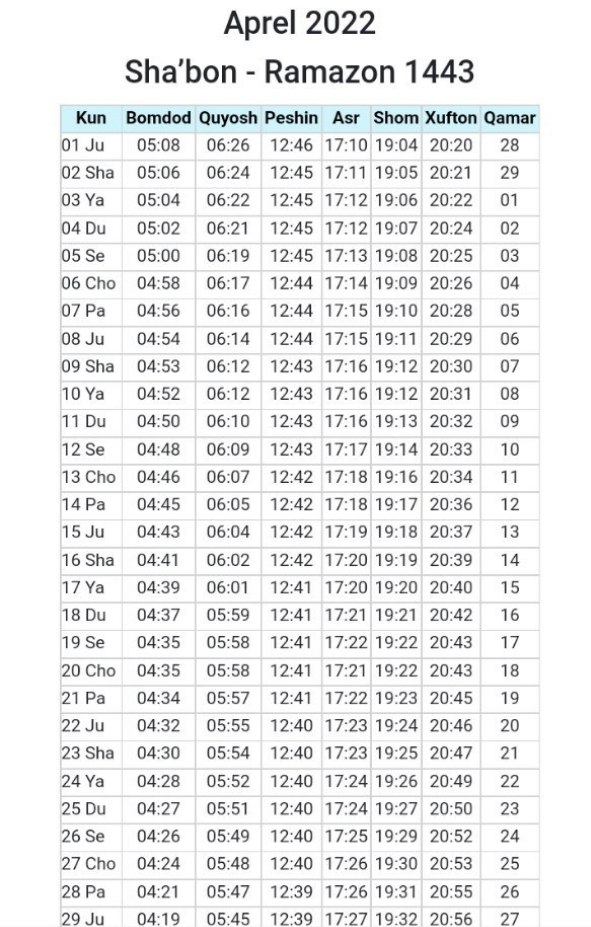 Aprel 2022
Sha’bon - Ramazon 1443
Kun Bomdod Quyosh Peshin Asr Shom Xufton Qamar
01 Ju 05:08 06:26 12:46 17:10 19:04 20:20 28
02 Sha 05:06 06:24 12:45 17:11 19:05 20:21 29
03 Ya 05:04 06:22 12:45 17:12 19:06 20:22 01
04 Du 05:02 06:21 12:45 17:12 19:07 20:24 02
05 Se 05:00 06:19 12:45 17:13 19:08 20:25 03
06 Cho 04:58 06:17 12:44 17:14 19:09 20:26 04
07 Pa 04:56 06:16 12:44 17:15 19:10 20:28 05
08 Ju 04:54 06:14 12:44 17:15 19:11 20:29 06
09 Sha 04:53 06:12 12:43 17:16 19:12 20:30 07
10 Ya 04:52 06:12 12:43 17:16 19:12 20:31 08
11 Du 04:50 06:10 12:43 17:16 19:13 20:32 09
12 Se 04:48 06:09 12:43 17:17 19:14 20:33 10
13 Cho 04:46 06:07 12:42 17:18 19:16 20:34 11
14 Pa 04:45 06:05 12:42 17:18 19:17 20:36 12
15 Ju 04:43 06:04 12:42 17:19 19:18 20:37 13
16 Sha 04:41 06:02 12:42 17:20 19:19 20:39 14
17 Ya 04:39 06:01 12:41 17:20 19:20 20:40 15
18 Du 04:37 05:59 12:41 17:21 19:21 20:42 16
19 Se 04:35 05:58 12:41 17:22 19:22 20:43 17
20 Cho 04:35 05:58 12:41 17:21 19:22 20:43 18
21 Pa 04:34 05:57 12:41 17:22 19:23 20:45 19
22 Ju 04:32 05:55 12:40 17:23 19:24 20:46 20
23 Sha 04:30 05:54 12:40 17:23 19:25 20:47 21
24 Ya 04:28 05:52 12:40 17:24 19:26 20:49 22
25 Du 04:27 05:51 12:40 17:24 19:27 20:50 23
26 Se 04:26 05:49 12:40 17:25 19:29 20:52 24
27 Cho 04:24 05:48 12:40 17:26 19:30 20:53 25
28 Pa 04:21 05:47 12:39 17:26 19:31 20:55 26
29 Ju 04:19 05:45 12:39 17:27 19:32 20:56 27